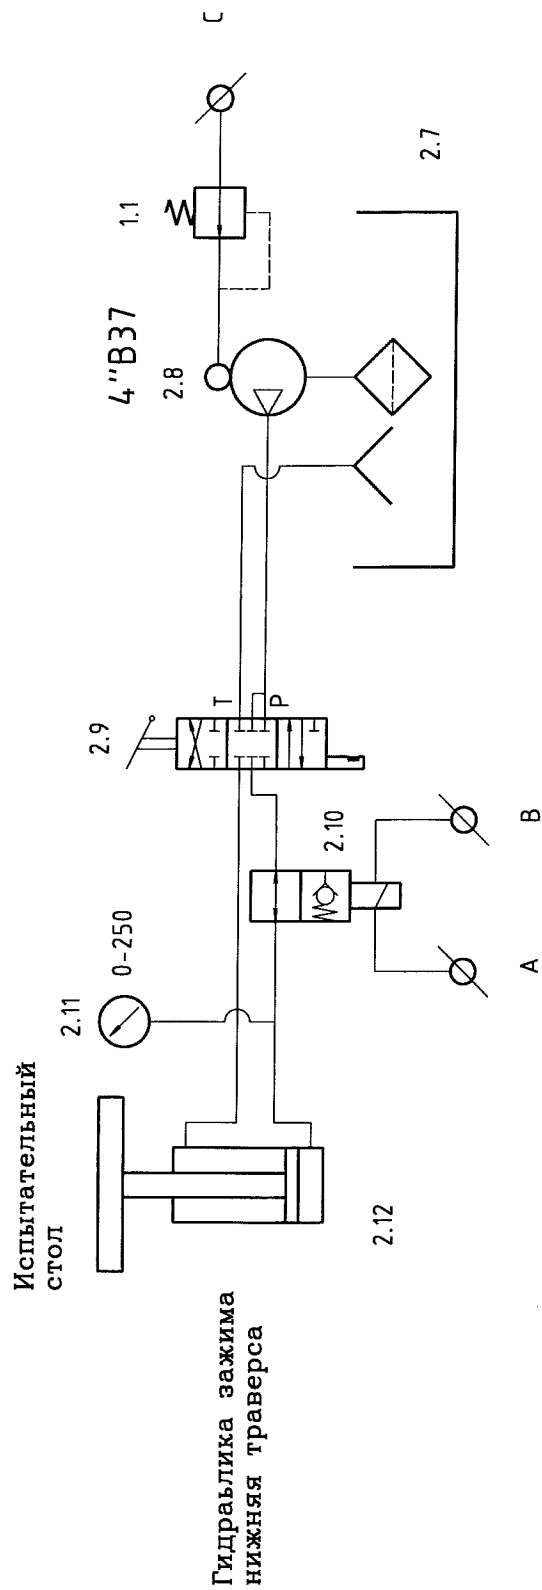 Гидраьлика зажима
нижняя траверса
Испытательный
стол
2.12
2.11
0-250
A
2.10
B
2.9
T
P
4"B37
2.8
1.1
2.7
C